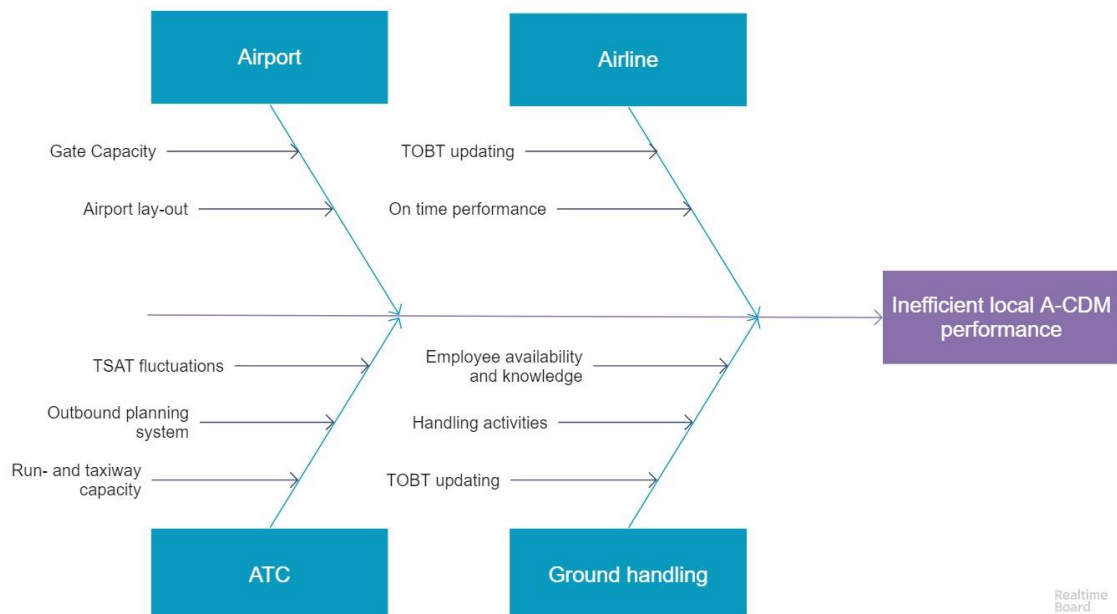 Airport
Airline
Gate Capacity
TOBT updating
Airport lay-out
On time performance
Inefficient local A-CDM
performance
TSAT fluctuations
Employee availability
and knowledge
Outbound planning
system
Handling activities
Run- and taxiway
capacity
TOBT updating
ATC
Ground handling
Realtime
Board